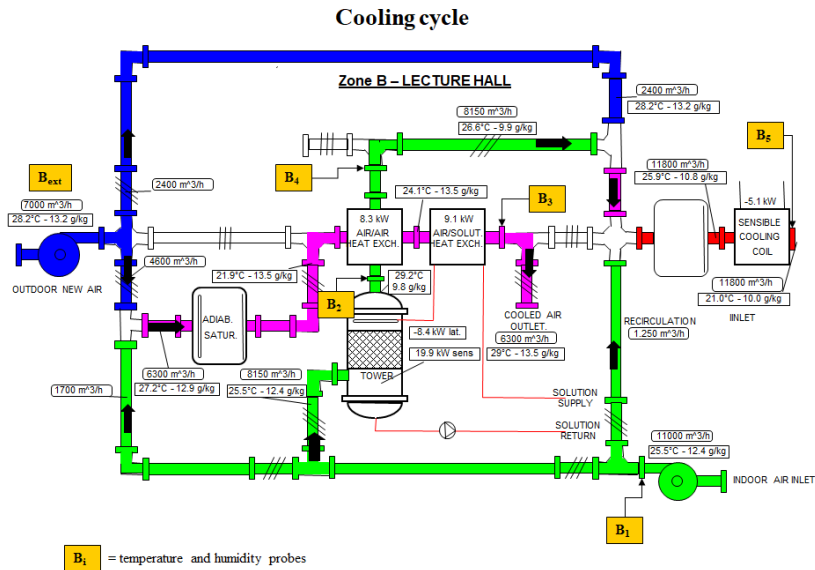 Cooling cycle
Zone B – LECTURE HALL
8150 m^3/h
26.6°C - 9.9 g/kg
2400 m^3/h
28.2°C - 13.2 g/kg
B5
B4
Bext
2400 m^3/h
7000 m^3/h
28.2°C - 13.2 g/kg
24.1°C - 13.5 g/kg
B3
11800 m^3/h
25.9°C - 10.8 g/kg
8.3 kW
AIR/AIR
HEAT EXCH.
9.1 kW
AIR/SOLUT.
HEAT EXCH.
-5.1 kW
SENSIBLE
COOLING
COIL
4600 m^3/h
21.9°C - 13.5 g/kg
OUTDOOR NEW AIR
B2
29.2°C
9.8 g/kg
11800 m^3/h
21.0°C - 10.0 g/kg
INLET
ADIAB.
SATUR.
COOLED AIR
OUTLET.
6300 m^3/h
29°C - 13.5 g/kg
RECIRCULATION
1.250 m^3/h
-8.4 kW lat.
19.9 kW sens
TOWER
6300 m^3/h
27.2°C - 12.9 g/kg
8150 m^3/h
25.5°C - 12.4 g/kg
1700 m^3/h
SOLUTION
SUPPLY
SOLUTION
RETURN
11000 m^3/h
25.5°C - 12.4 g/kg
INDOOR AIR INLET
B1
Bi = temperature and humidity probes